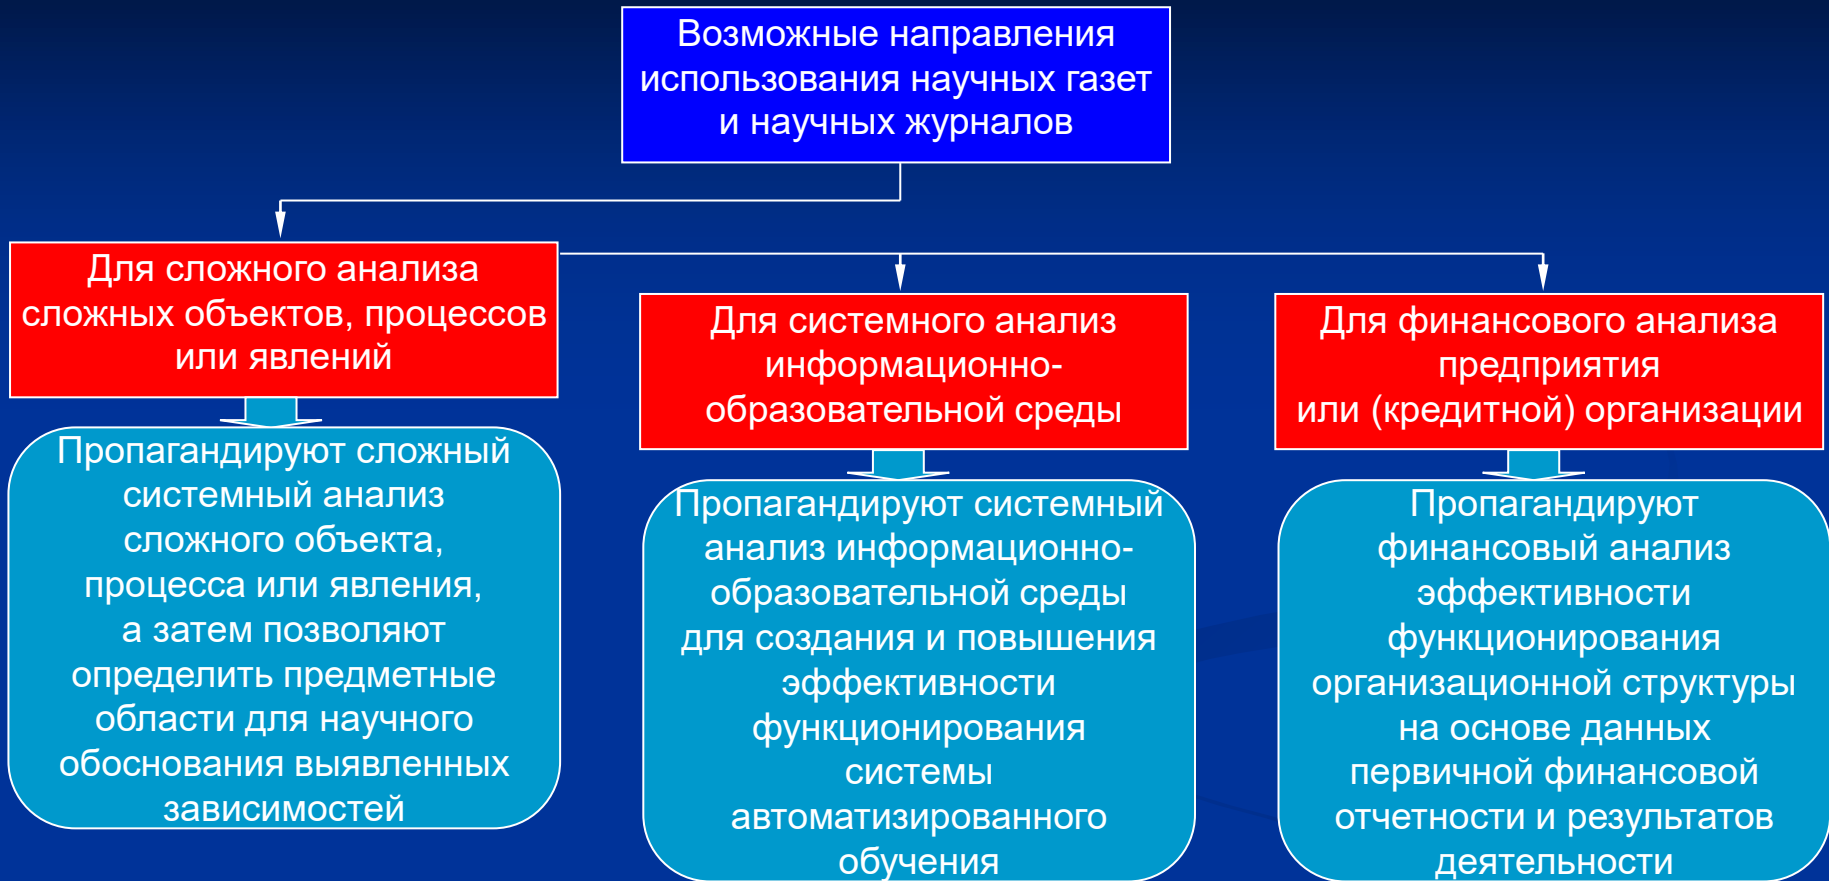 Возможные направления
использования научных газет
и научных журналов
Для сложного анализа
сложных объектов, процессов
или явлений
Пропагандируют сложный
системный анализ
сложного объекта,
процесса или явления,
а затем позволяют
определить предметные
области для научного
обоснования выявленных
зависимостей
Для системного анализ
информационно-
образовательной среды
Пропагандируют системный
анализ информационно-
образовательной среды
для создания и повышения
эффективности
функционирования
системы
автоматизированного
обучения
Для финансового анализа
предприятия
или (кредитной) организации
Пропагандируют
финансовый анализ
эффективности
функционирования
организационной структуры
на основе данных
первичной финансовой
отчетности и результатов
деятельности